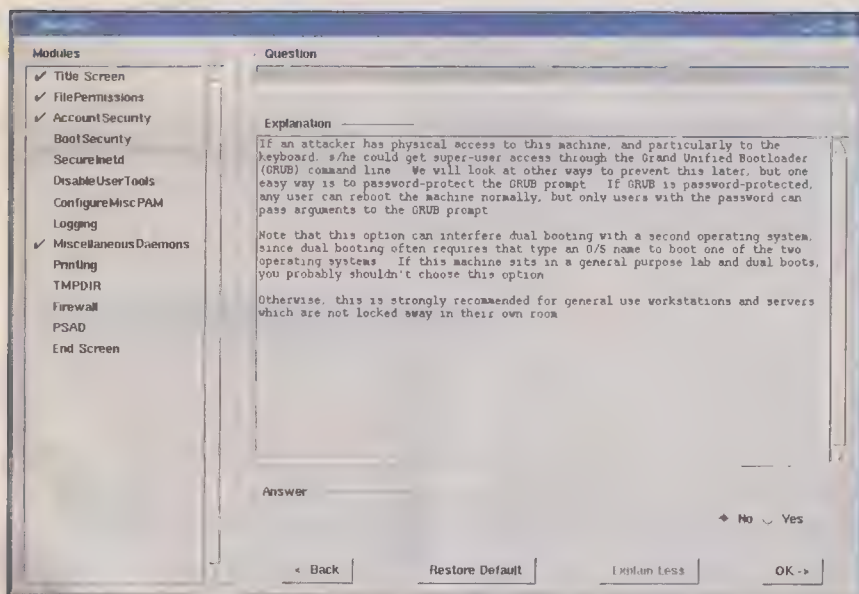 Modules
✔ Title Screen
✔ FilePermissions
✔ AccountSecurity
BootSecurity
SecureInetd
DisableUserTools
ConfigureMiscPAM
Logging
✔ MiscellaneousDaemons
Printing
TMPDIR
Firewall
PSAD
End Screen
Question
Explanation
If an attacker has physical access to this machine, and particularly to the
keyboard, s/he could get super-user access through the Grand Unified Bootloader
(GRUB) command line  We will look at other ways to prevent this later, but one
easy way is to password-protect the GRUB prompt  If GRUB is password-protected,
any user can reboot the machine normally, but only users with the password can
pass arguments to the GRUB prompt
Note that this option can interfere dual booting with a second operating system,
since dual booting often requires that type an O/S name to boot one of the two
operating systems  If this machine sits in a general purpose lab and dual boots,
you probably shouldn't choose this option
Otherwise, this is strongly recommended for general use workstations and servers
which are not locked away in their own room
Answer
No Yes
< Back Restore Default Explain Less OK ->